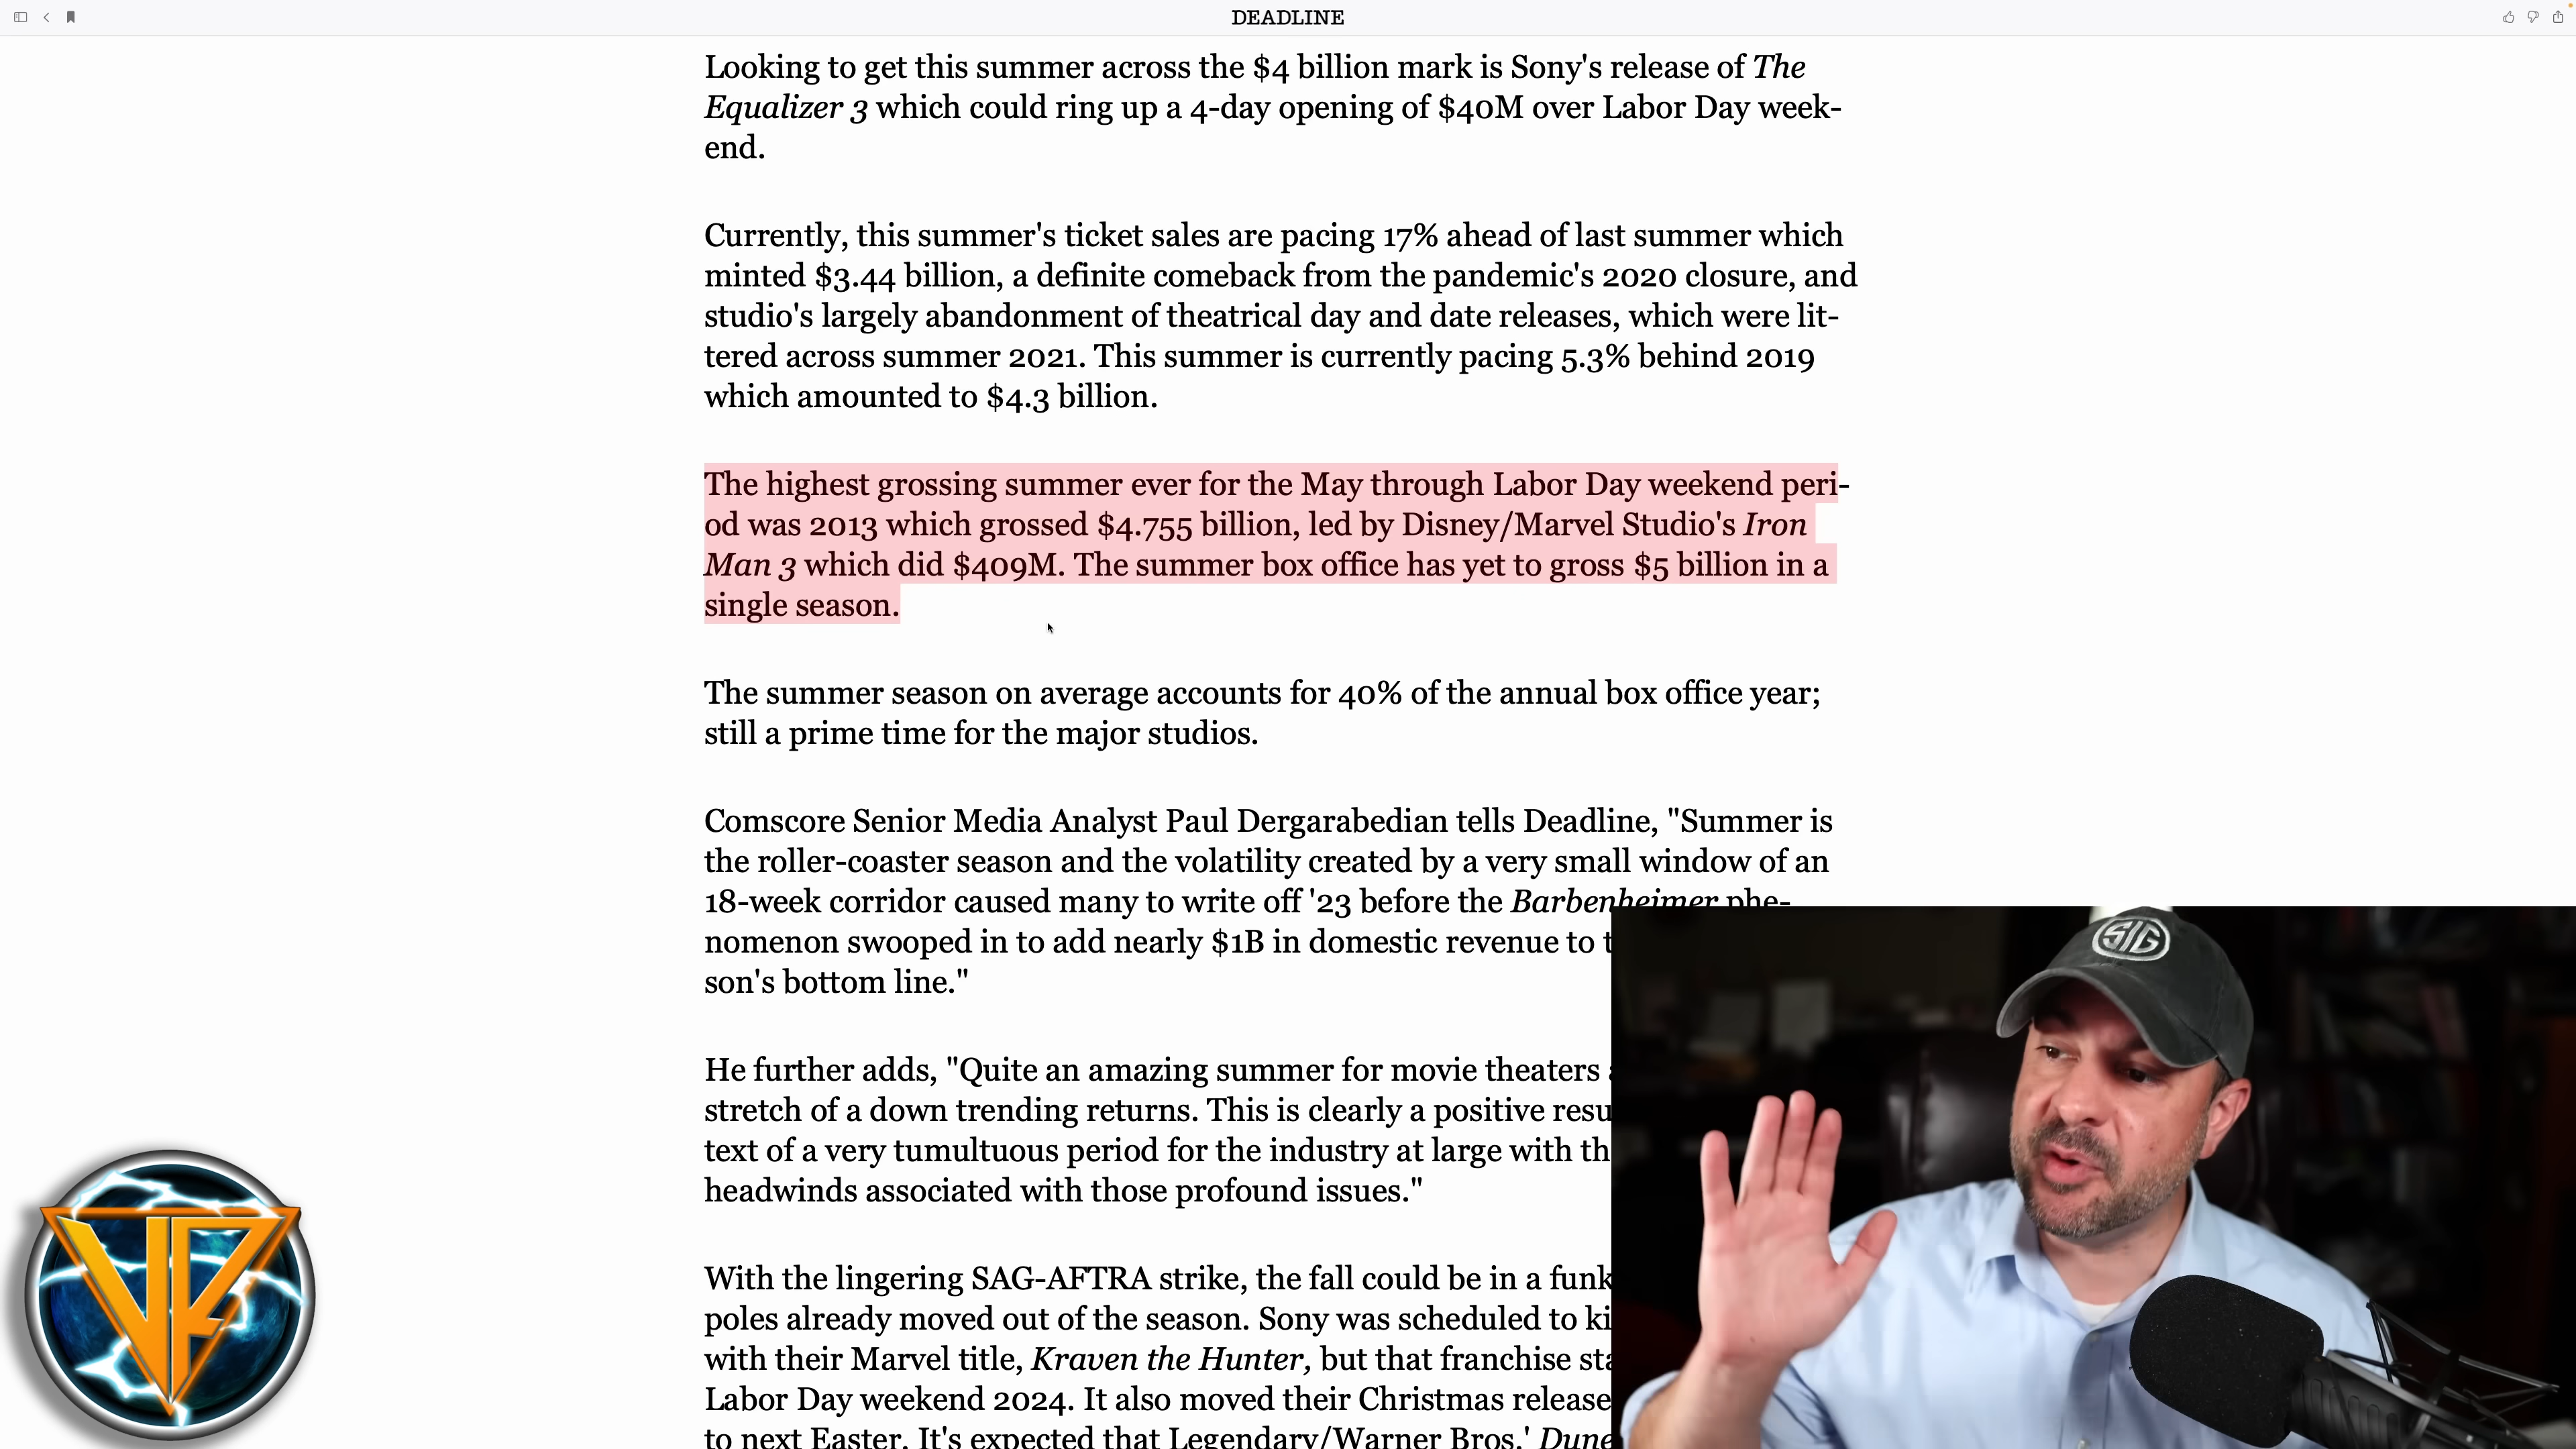 DEADLINE
Looking to get this summer across the $4 billion mark is Sony's release of The
Equalizer 3 which could ring up a 4-day opening of $40M over Labor Day week-
end.
Currently, this summer's ticket sales are pacing 17% ahead of last summer which
minted $3.44 billion, a definite comeback from the pandemic's 2020 closure, and
studio's largely abandonment of theatrical day and date releases, which were lit-
tered across summer 2021. This summer is currently pacing 5.3% behind 2019
which amounted to $4.3 billion.
The highest grossing summer ever for the May through Labor Day weekend peri-
od was 2013 which grossed $4.755 billion, led by Disney/Marvel Studio's Iron
Man 3 which did $409M. The summer box office has yet to gross $5 billion in a
single season.
The summer season on average accounts for 40% of the annual box office year;
still a prime time for the major studios.
Comscore Senior Media Analyst Paul Dergarabedian tells Deadline, "Summer is
the roller-coaster season and the volatility created by a very small window of an
18-week corridor caused many to write off '23 before the Barbenheimer phe-
nomenon swooped in to add nearly $1B in domestic revenue to
son's bottom line."
He further adds, "Quite an amazing summer for movie theaters
stretch of a down trending returns. This is clearly a positive
text of a very tumultuous period for the industry at large with
headwinds associated with those profound issues."
With the lingering SAG-AFTRA strike, the fall could be in a funk
poles already moved out of the season. Sony was scheduled to
with their Marvel title, Kraven the Hunter, but that franchise
Labor Day weekend 2024. It also moved their Christmas release
to next Easter. It's expected that Legendary/Warner Bros.' Dune
SIG
VF